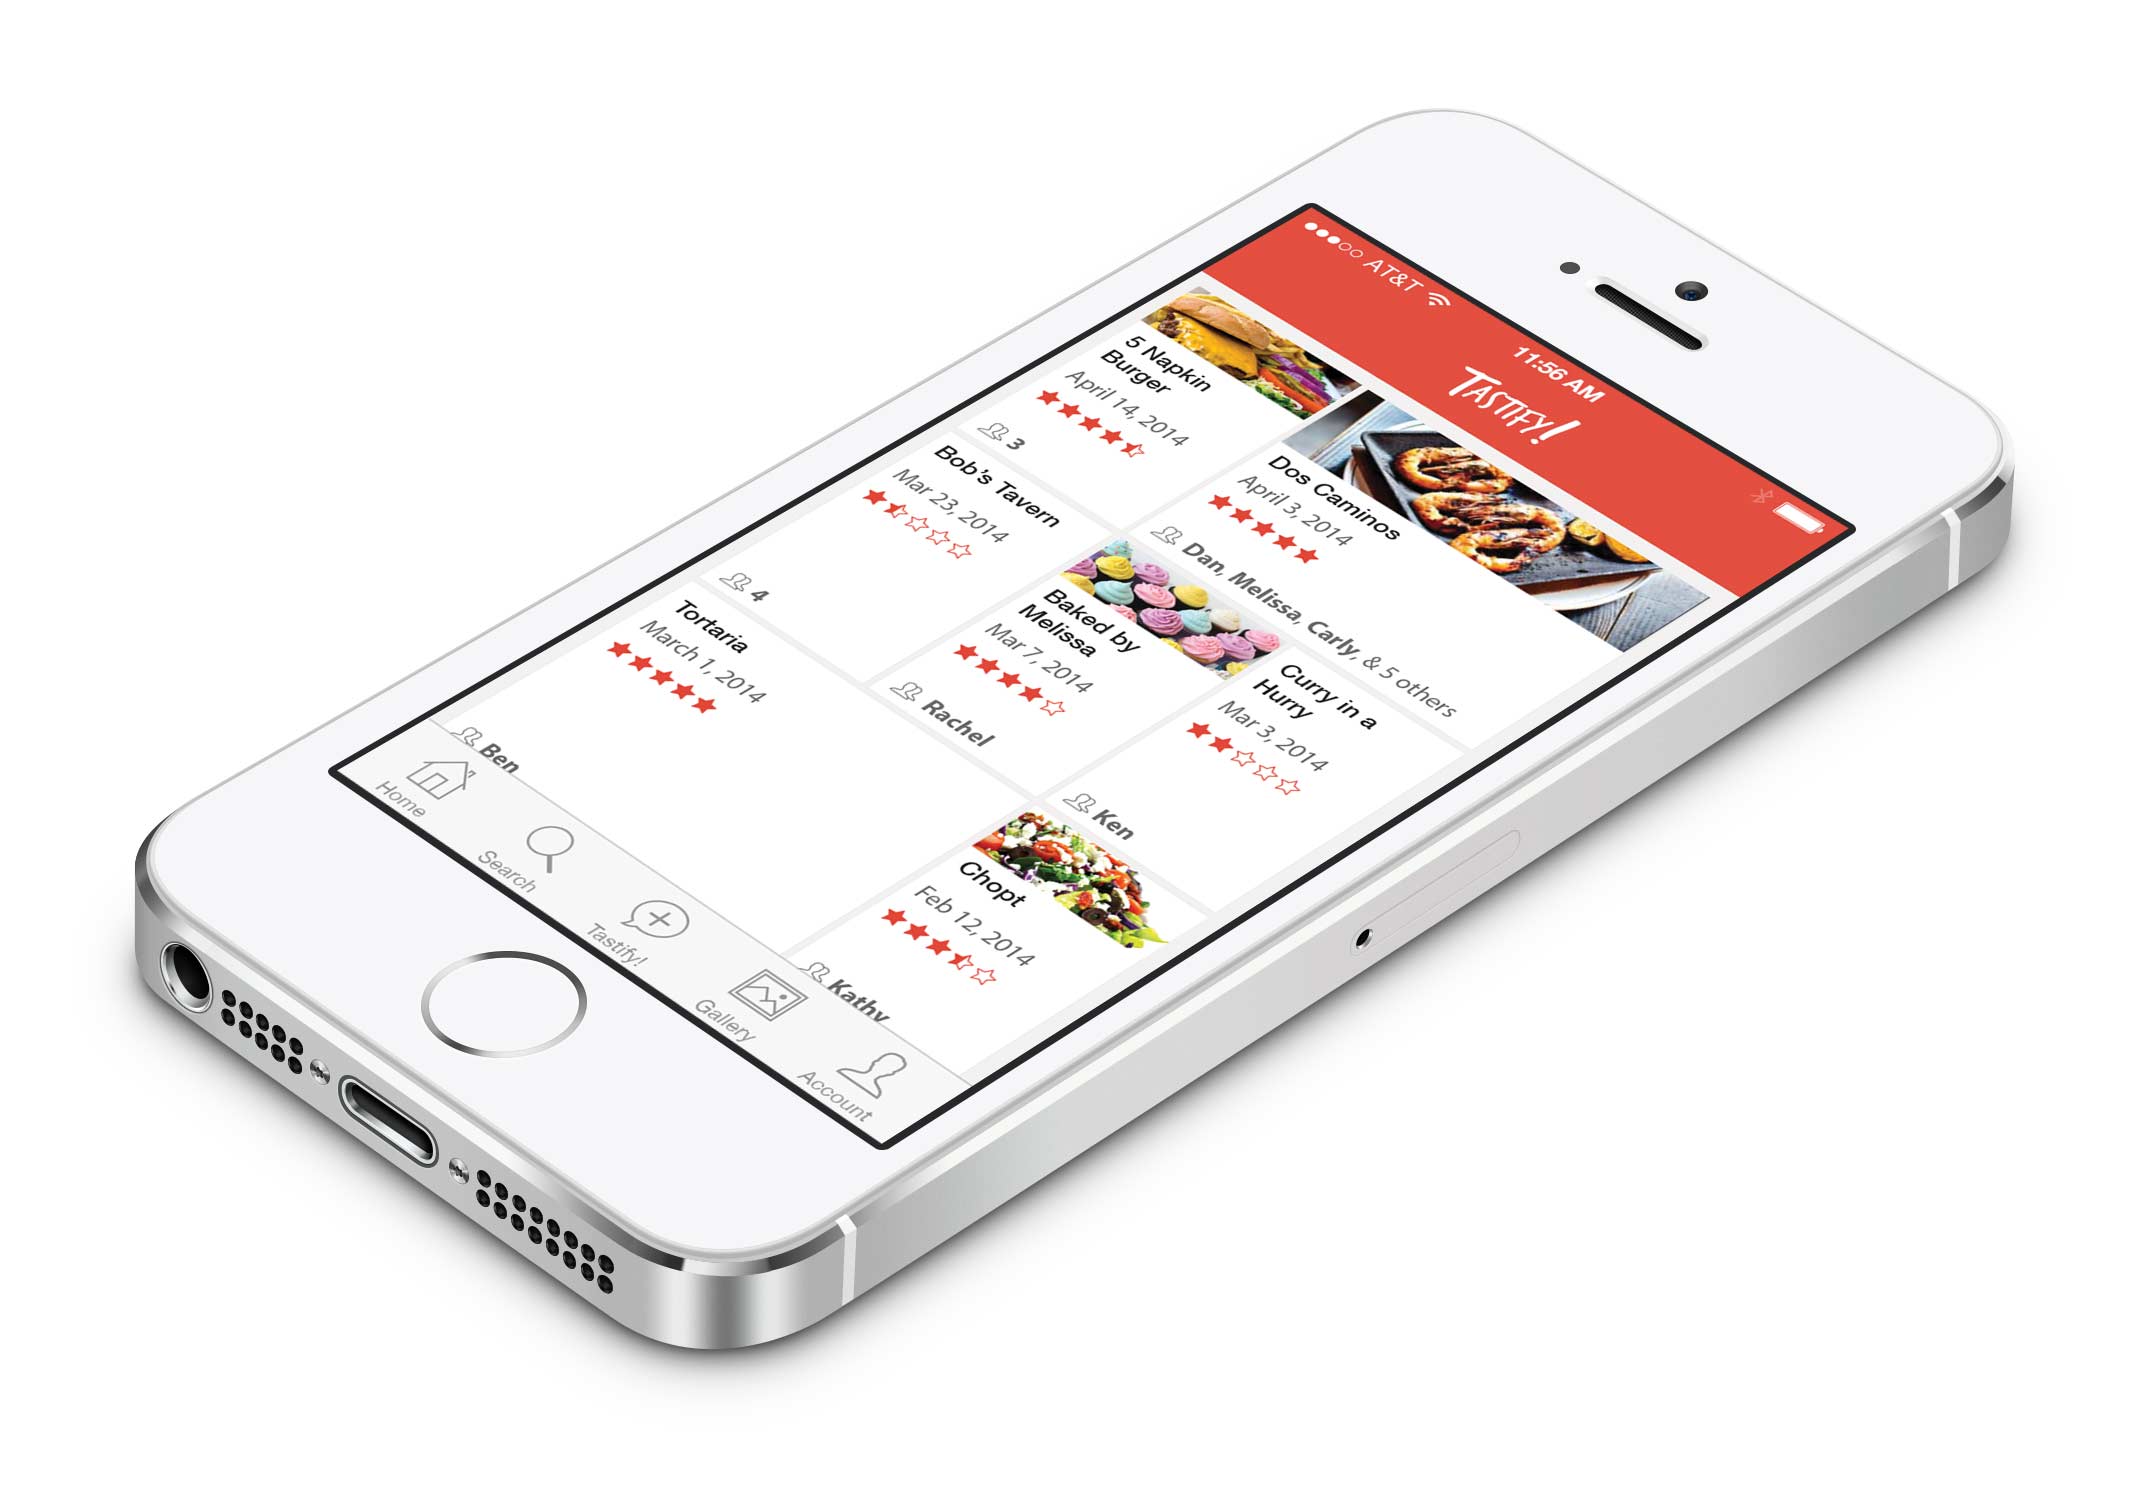 AT&T
11:56 AM
TASTIFY!
5 Napkin
Burger
April 14, 2014
3
Dos Caminos
April 3, 2014
Dan, Melissa, Carly, & 5 others
Bob's Tavern
Mar 23, 2014
4
Baked by
Melissa
Mar 7, 2014
Rachel
Curry in a
Hurry
Mar 3, 2014
Ken
Tortaria
March 1, 2014
Ben
Chopt
Feb 12, 2014
Kathy
Home
Search
Tastify!
Gallery
Account